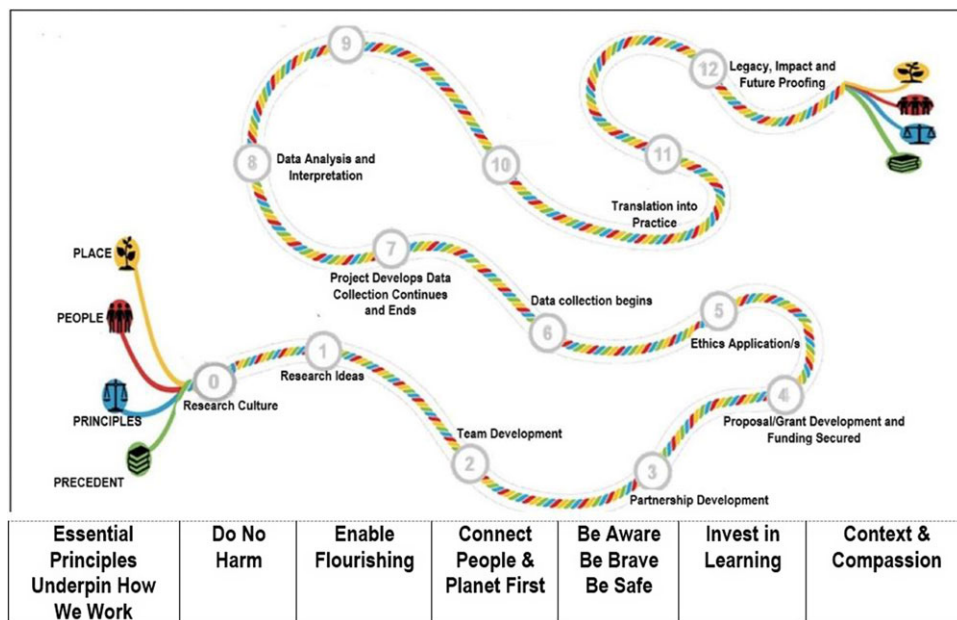 9
12
Legacy, Impact and
Future Proofing
8
Data Analysis and
Interpretation
10
11
Translation into
Practice
PLACE
7
Project Develops Data
Collection Continues
and Ends
Data collection begins
6
5
Ethics Application/s
PEOPLE
0
Research Culture
1
Research Ideas
4
Proposal/Grant Development and
Funding Secured
PRINCIPLES
Team Development
2
3
Partnership Development
PRECEDENT
Essential
Principles
Underpin How
We Work
Do No
Harm
Enable
Flourishing
Connect
People &
Planet First
Be Aware
Be Brave
Be Safe
Invest in
Learning
Context &
Compassion